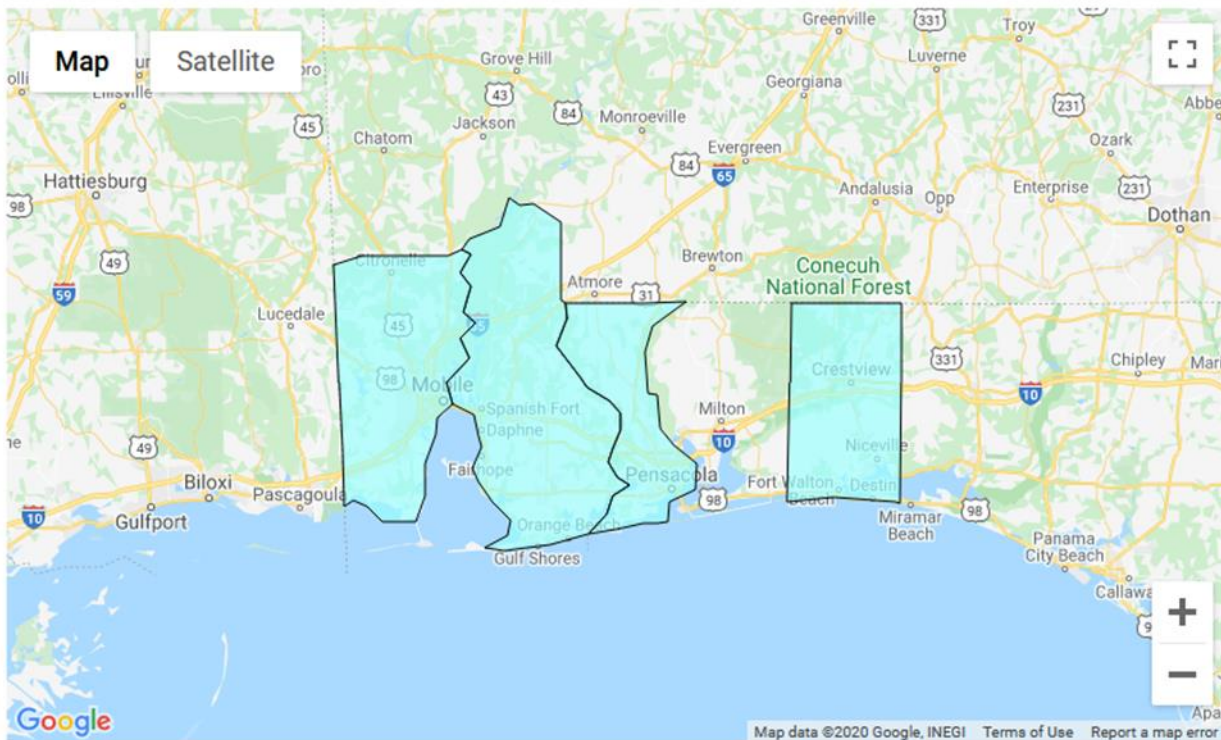 Map
Satellite
Greenville
331
Troy
Luverne
Grove Hill
Georgiana
231
43
84
Monroeville
45
Chatom
Jackson
Ozark
Evergreen
84
65
Hattiesburg
98
Andalusia
Opp
Enterprise
231
Dothan
49
Brewton
Citronelle
Conecuh
National Forest
59
Atmore
31
Lucedale
45
331
Chipley
98
Mobile
Crestview
10
Spanish Fort
Milton
Daphne
49
10
Niceville
Fairhope
Biloxi
Pascagoula
Pensacola
Fort Walton
Beach
Destin
98
10
Gulfport
Miramar
Beach
98
Orange Beach
Gulf Shores
Panama
City Beach
+
−
Google
Map data ©2020 Google, INEGI
Terms of Use
Report a map error